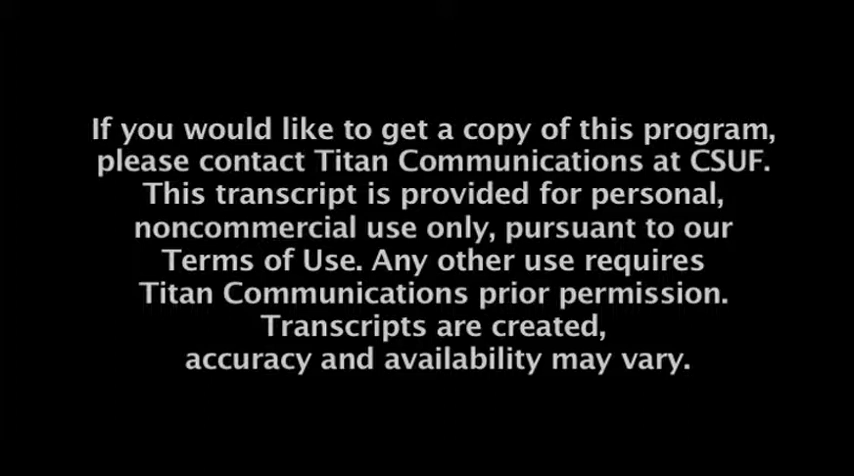 If you would like to get a copy of this program,
please contact Titan Communications at CSUF.
This transcript is provided for personal,
noncommercial use only, pursuant to our
Terms of Use. Any other use requires
Titan Communications prior permission.
Transcripts are created,
accuracy and availability may vary.